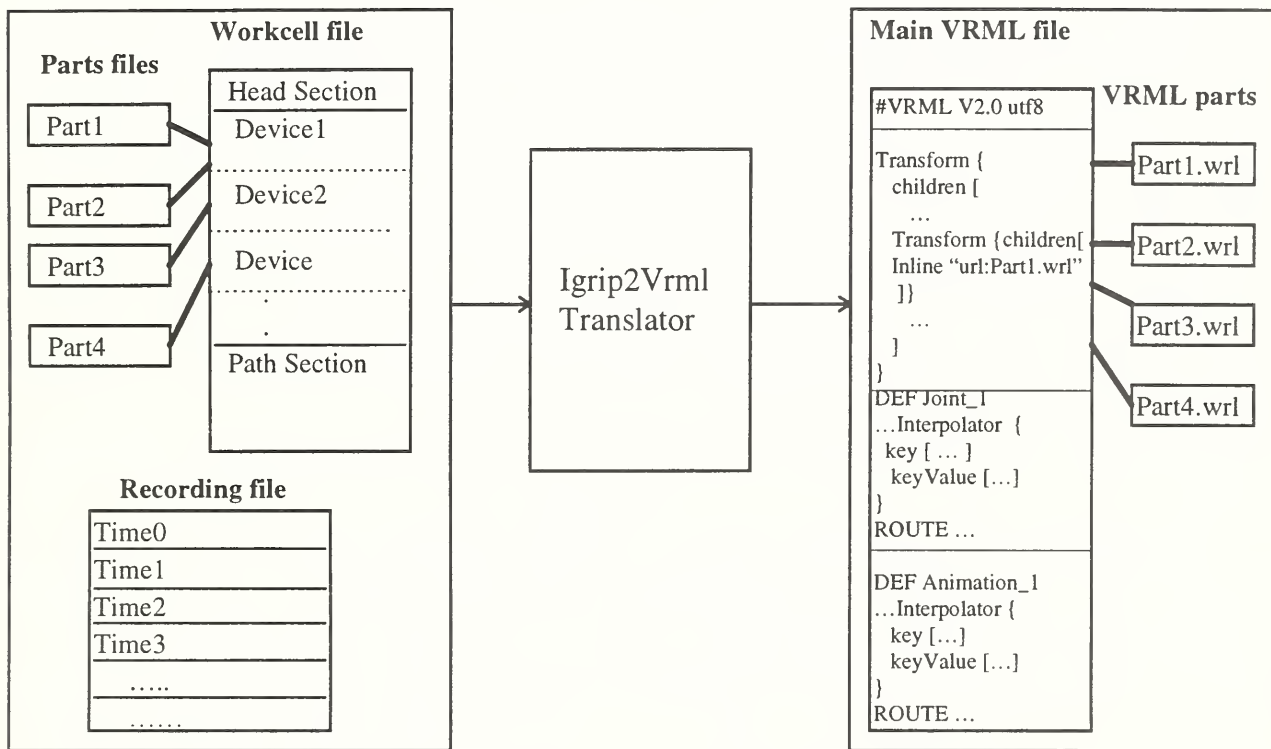 Workcell file
Parts files
Part1
Part2
Part3
Part4
Head Section
Device1
Device2
Device
.
.
Path Section
Recording file
Time0
Time1
Time2
Time3
.....
......
Igrip2Vrml
Translator
Main VRML file
#VRML V2.0 utf8
Transform {
children [
...
Transform {children[
Inline “url:Part1.wrl”
]}
...
]
}
DEF Joint_1
...Interpolator {
key [ ... ]
keyValue [...]
}
ROUTE ...
DEF Animation_1
...Interpolator {
key [...]
keyValue [...]
}
ROUTE ...
VRML parts
Part1.wrl
Part2.wrl
Part3.wrl
Part4.wrl